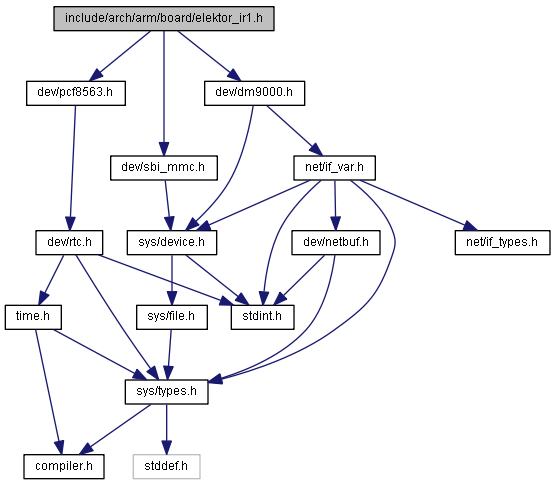 include/arch/arm/board/elektor_ir1.h
dev/pcf8563.h
dev/dm9000.h
dev/sbi_mmc.h
net/if_var.h
dev/rtc.h
sys/device.h
dev/netbuf.h
net/if_types.h
time.h
sys/file.h
stdint.h
sys/types.h
compiler.h
stddef.h